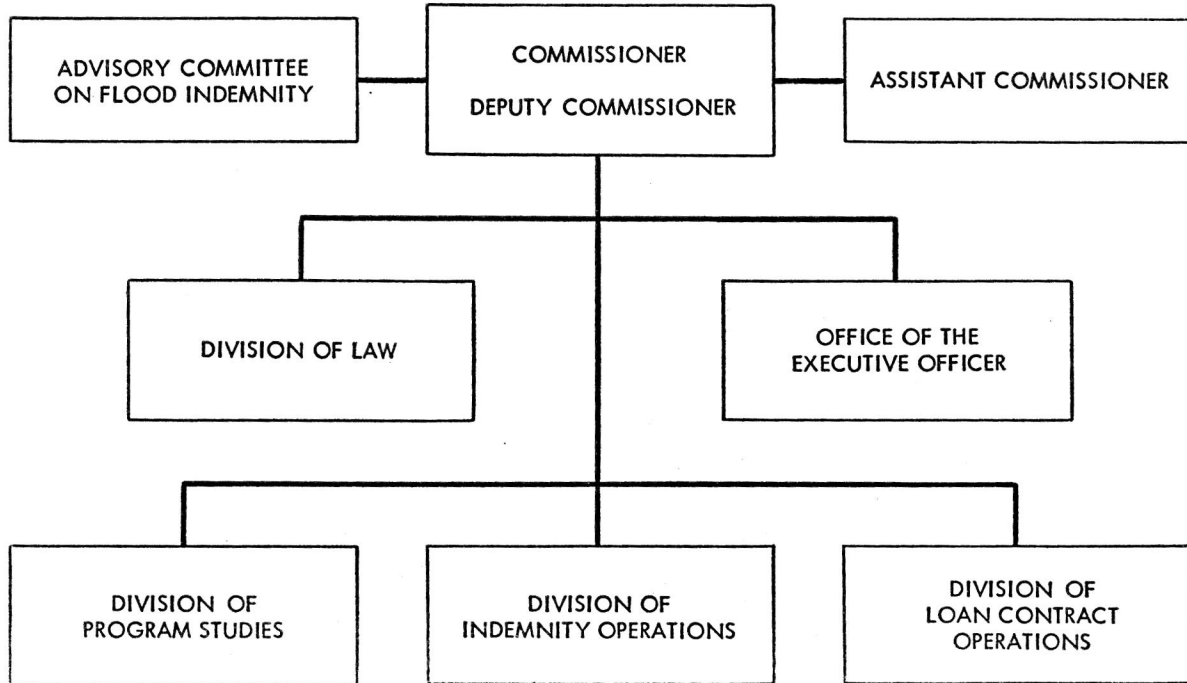 ADVISORY COMMITTEE
ON FLOOD INDEMNITY
COMMISSIONER
DEPUTY COMMISSIONER
ASSISTANT COMMISSIONER
DIVISION OF LAW
OFFICE OF THE
EXECUTIVE OFFICER
DIVISION OF
PROGRAM STUDIES
DIVISION OF
INDEMNITY OPERATIONS
DIVISION OF
LOAN CONTRACT
OPERATIONS